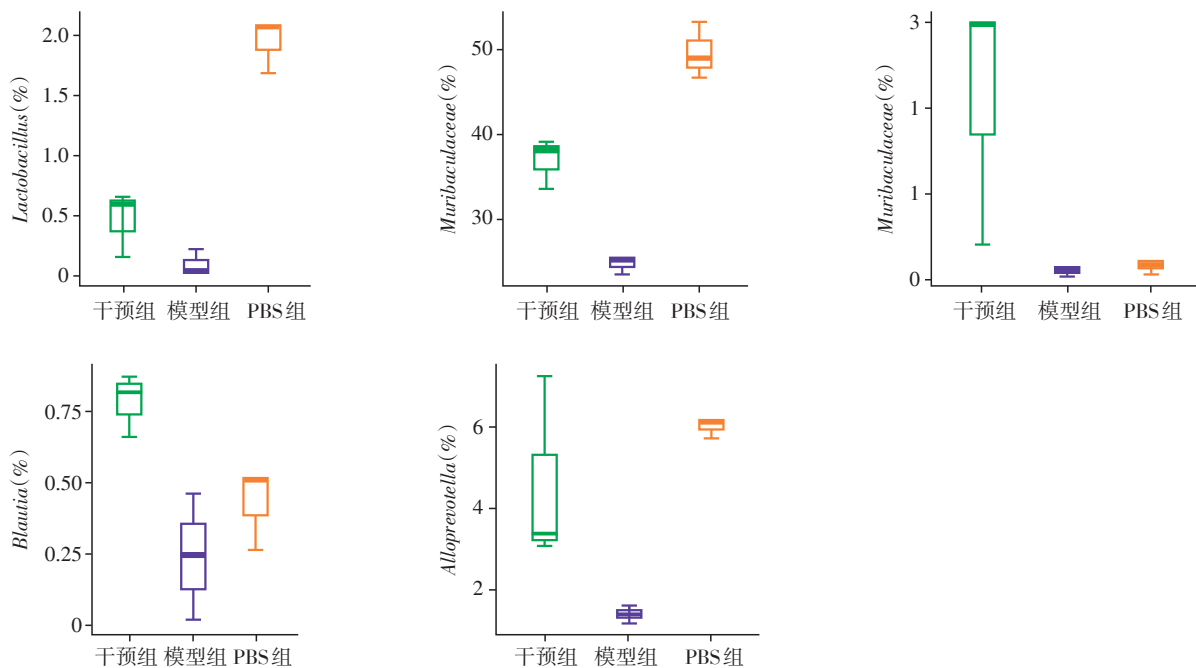 Lactobacillus(%)
2.0
1.5
1.0
0.5
0
干预组 模型组 PBS组
Muribaculaceae(%)
50
40
30
干预组 模型组 PBS组
Muribaculaceae(%)
3
1
1
0
干预组 模型组 PBS组
Blautia(%)
0.75
0.50
0.25
0
干预组 模型组 PBS组
Alloprevotella(%)
6
4
2
干预组 模型组 PBS组